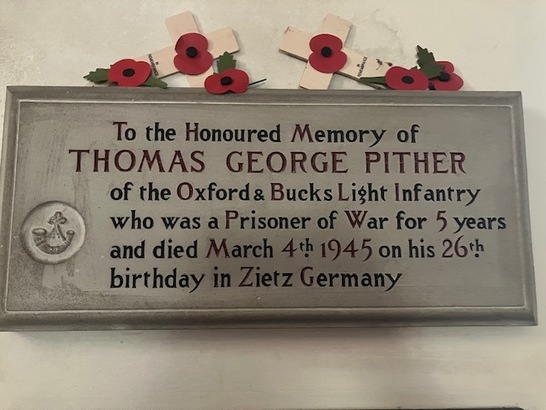 To the Honoured Memory of
THOMAS GEORGE PITHER
of the Oxford & Bucks Light Infantry
who was a Prisoner of War for 5 years
and died March 4th 1945 on his 26th
birthday in Zietz Germany